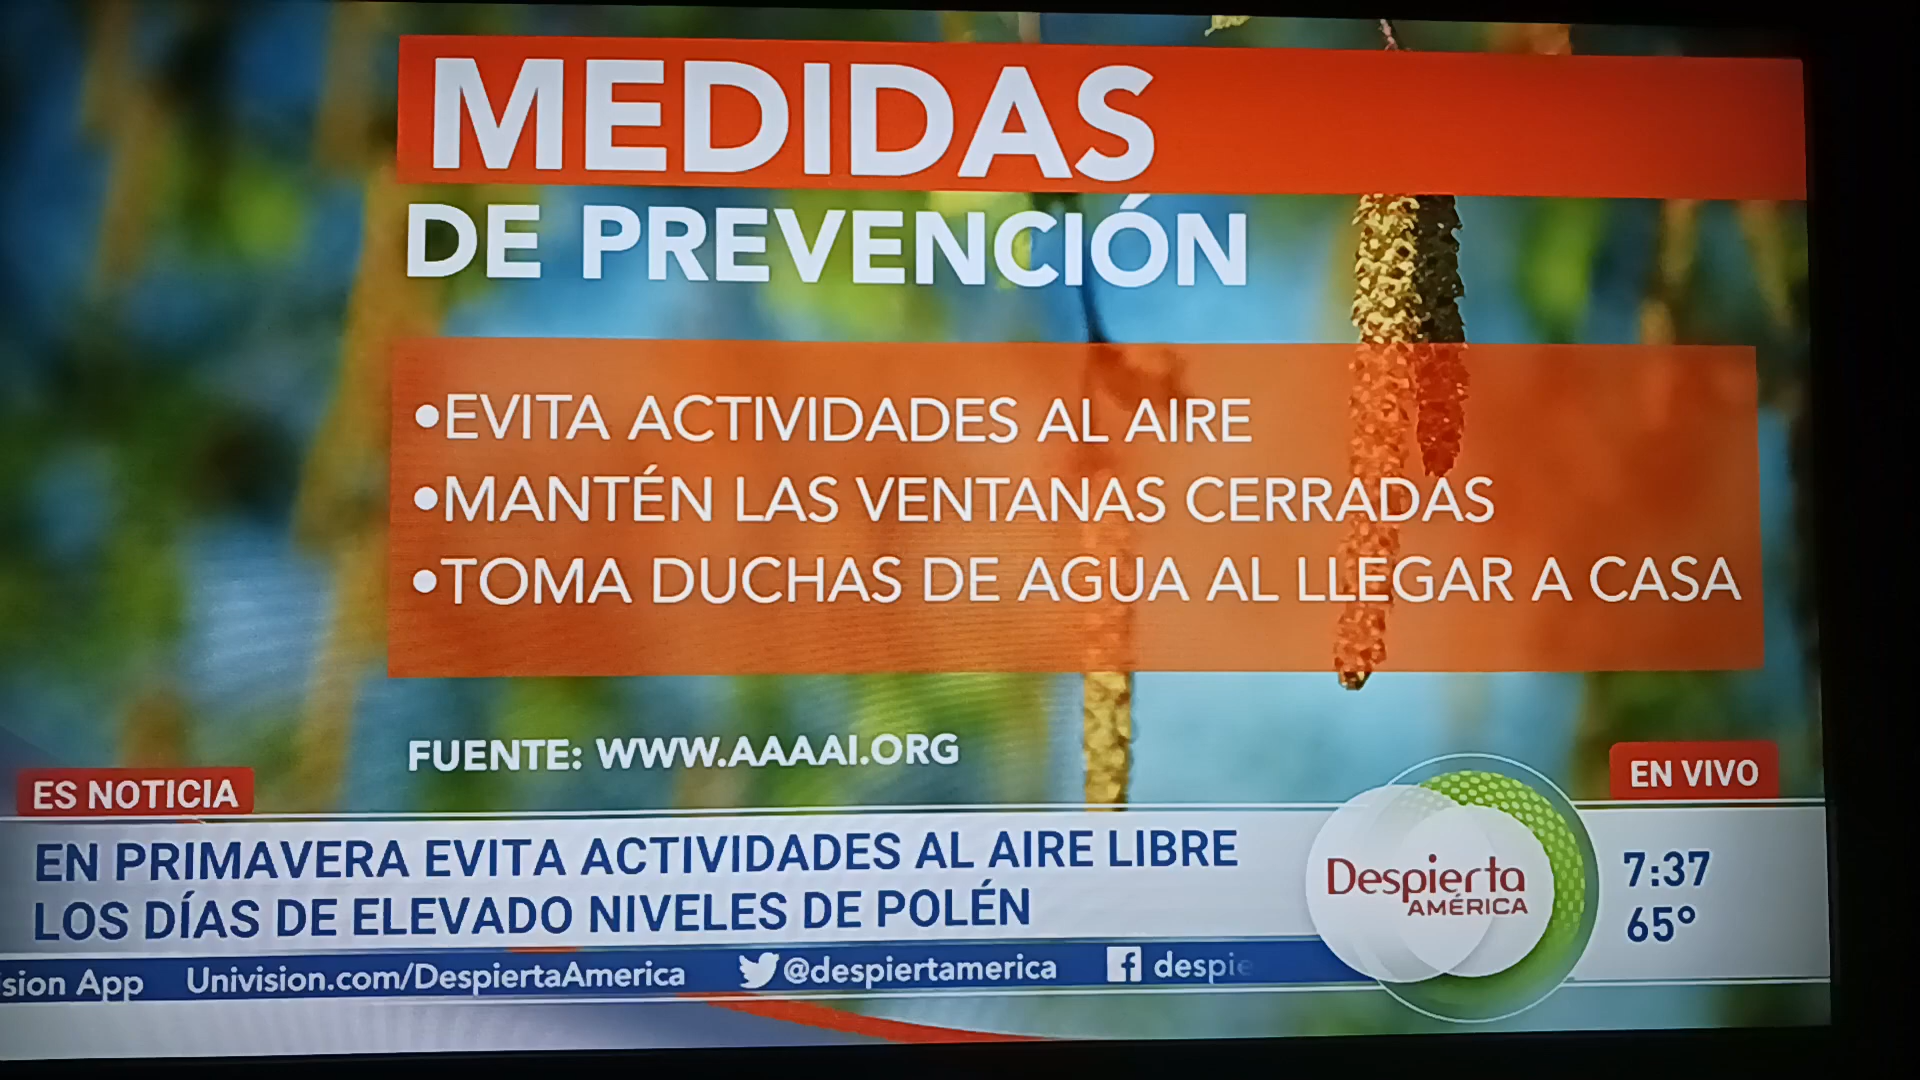 MEDIDAS
DE PREVENCIÓN
•EVITA ACTIVIDADES AL AIRE
•MANTÉN LAS VENTANAS CERRADAS
•TOMA DUCHAS DE AGUA AL LLEGAR A CASA
FUENTE: WWW.AAAAI.ORG
ES NOTICIA
EN VIVO
EN PRIMAVERA EVITA ACTIVIDADES AL AIRE LIBRE
LOS DÍAS DE ELEVADO NIVELES DE POLÉN
Despierta
AMÉRICA
7:37
65°
sion App Univision.com/DespiertaAmerica @despiertamerica despie